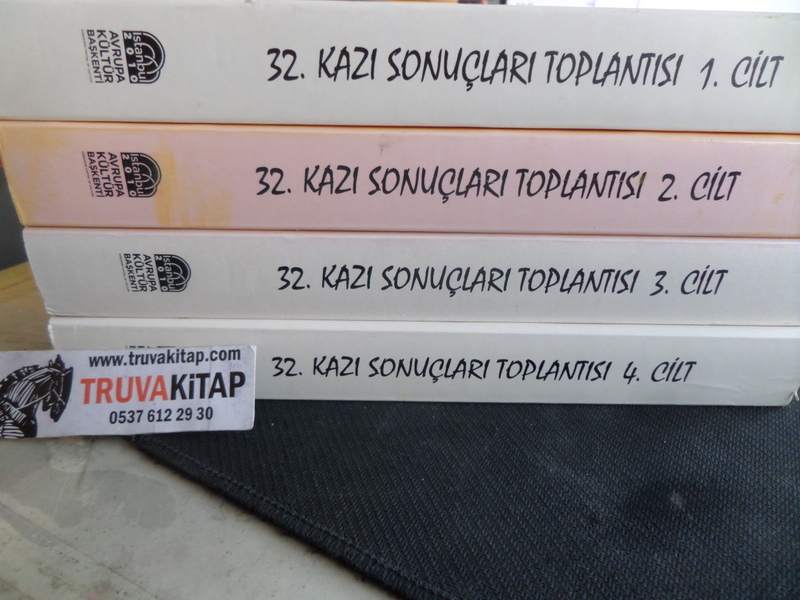 İstanbul
2010
AVRUPA
KÜLTÜR
BAŞKENTİ
32. KAZI SONUÇLARI TOPLANTISI 1. CİLT
İstanbul
2010
AVRUPA
KÜLTÜR
BAŞKENTİ
32. KAZI SONUÇLARI TOPLANTISI 2. CİLT
İstanbul
2010
AVRUPA
KÜLTÜR
BAŞKENTİ
32. KAZI SONUÇLARI TOPLANTISI 3. CİLT
32. KAZI SONUÇLARI TOPLANTISI 4. CİLT
www.truvakitap.com
TRUVAKiTAP
0537 612 29 30